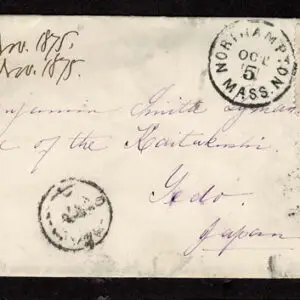 Nov. 1875.
Nov. 1875.
NORTHAMPTON
OCT
5
MASS.
Benjamin Smith Lyman
of the Kaitakushi.
Yedo.
Japan